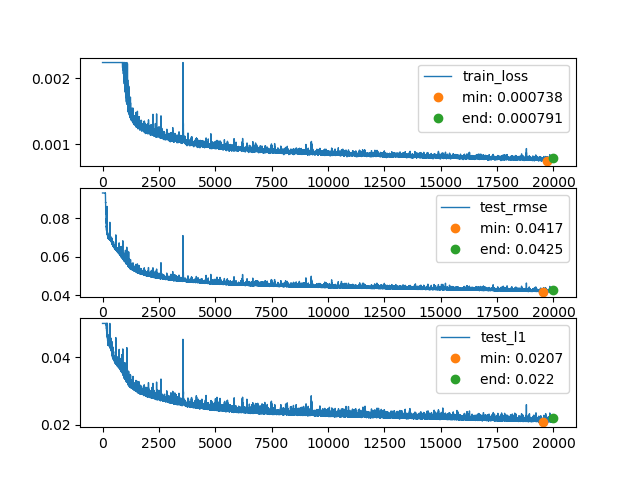 train_loss
min: 0.000738
end: 0.000791
0.002
0.001
0 2500 5000 7500 10000 12500 15000 17500 20000
test_rmse
min: 0.0417
end: 0.0425
0.08
0.06
0.04
0 2500 5000 7500 10000 12500 15000 17500 20000
test_l1
min: 0.0207
end: 0.022
0.04
0.02
0 2500 5000 7500 10000 12500 15000 17500 20000